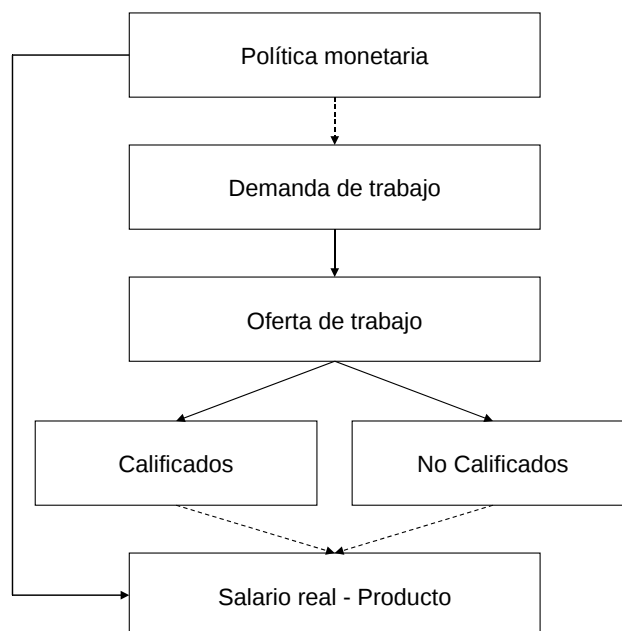 Política monetaria
Demanda de trabajo
Oferta de trabajo
Calificados
No Calificados
Salario real - Producto